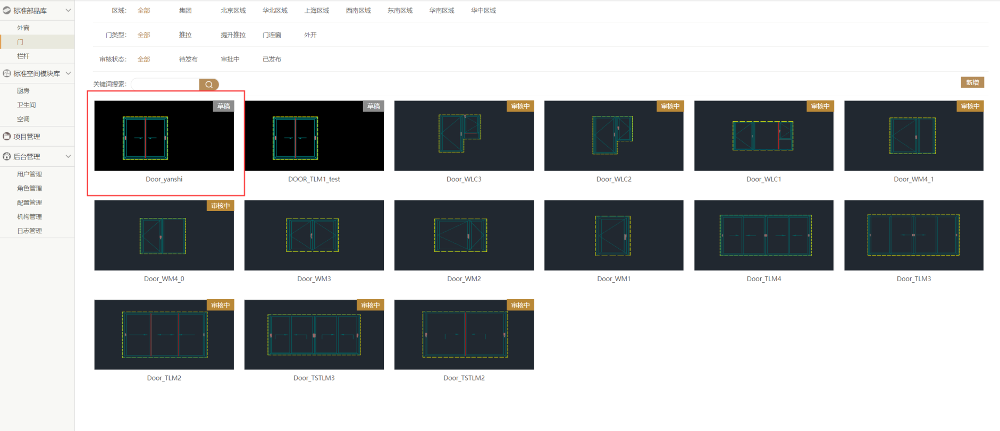 标准部品库
外窗
门
栏杆
标准空间模块库
厨房
卫生间
空调
项目管理
后台管理
用户管理
角色管理
配置管理
机构管理
日志管理
区域： 全部 集团 北京区域 华北区域 上海区域 西南区域 东南区域 华南区域 华中区域
门类型： 全部 推拉 提升推拉 门连窗 外开
审核状态： 全部 待发布 审批中 已发布
关键词搜索：
新增
草稿 草稿 审核中 审核中 审核中 审核中
Door_yanshi DOOR_TLM1_test Door_WLC3 Door_WLC2 Door_WLC1 Door_WM4_1
审核中
Door_WM4_0 Door_WM3 Door_WM2 Door_WM1 Door_TLM4 Door_TLM3
审核中 审核中 审核中
Door_TLM2 Door_TSTLM3 Door_TSTLM2